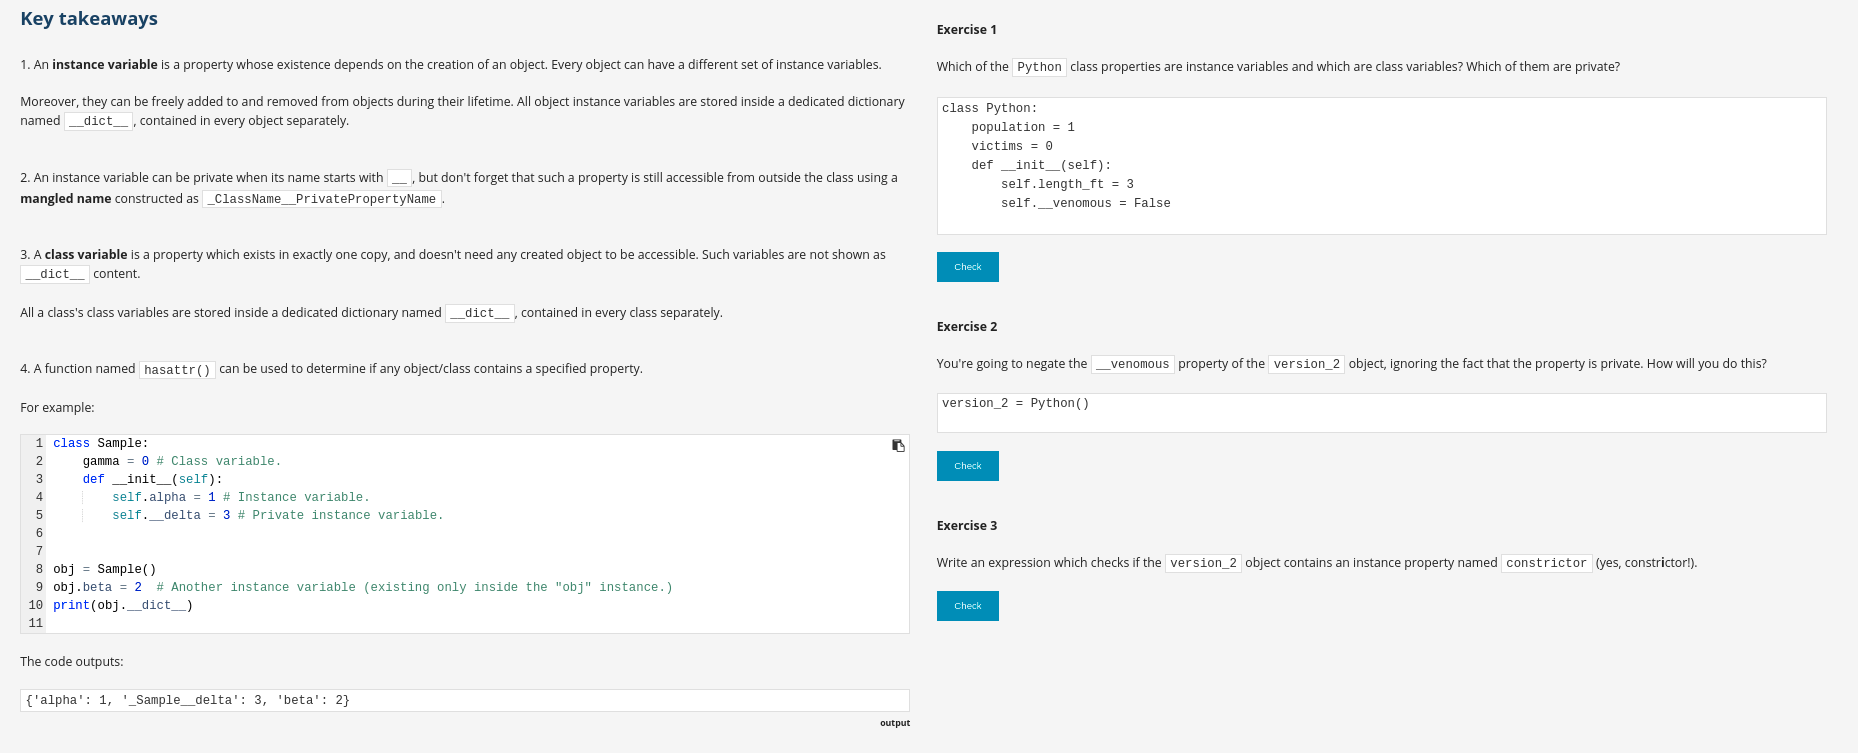 Key takeaways
1. An instance variable is a property whose existence depends on the creation of an object. Every object can have a different set of instance variables.
Moreover, they can be freely added to and removed from objects during their lifetime. All object instance variables are stored inside a dedicated dictionary
named __dict__, contained in every object separately.
2. An instance variable can be private when its name starts with __, but don't forget that such a property is still accessible from outside the class using a
mangled name constructed as _ClassName__PrivatePropertyName.
3. A class variable is a property which exists in exactly one copy, and doesn't need any created object to be accessible. Such variables are not shown as
__dict__ content.
All a class's class variables are stored inside a dedicated dictionary named __dict__, contained in every class separately.
4. A function named hasattr() can be used to determine if any object/class contains a specified property.
For example:
1 class Sample:
2     gamma = 0 # Class variable.
3     def __init__(self):
4         self.alpha = 1 # Instance variable.
5         self.__delta = 3 # Private instance variable.
6
7
8 obj = Sample()
9 obj.beta = 2  # Another instance variable (existing only inside the "obj" instance.)
10 print(obj.__dict__)
11
The code outputs:
{'alpha': 1, '_Sample__delta': 3, 'beta': 2}
output
Exercise 1
Which of the Python class properties are instance variables and which are class variables? Which of them are private?
class Python:
    population = 1
    victims = 0
    def __init__(self):
        self.length_ft = 3
        self.__venomous = False
Check
Exercise 2
You're going to negate the __venomous property of the version_2 object, ignoring the fact that the property is private. How will you do this?
version_2 = Python()
Check
Exercise 3
Write an expression which checks if the version_2 object contains an instance property named constrictor (yes, constrictor!).
Check